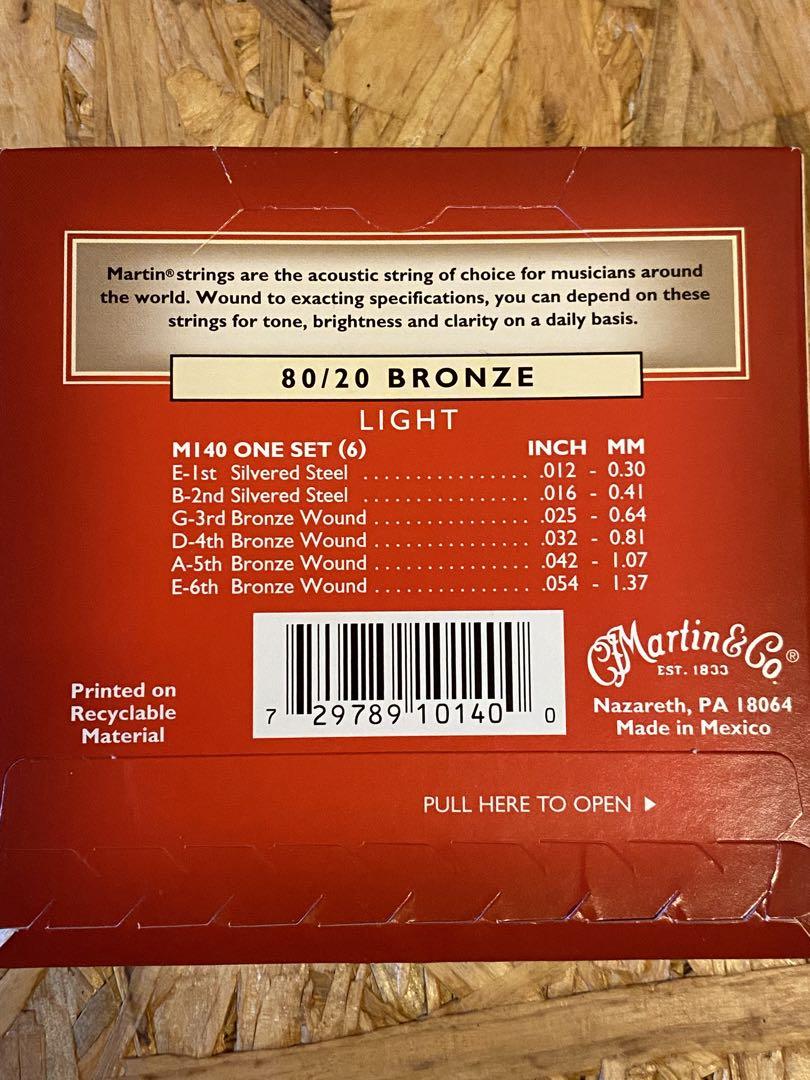 Martin® strings are the acoustic string of choice for musicians around
the world. Wound to exacting specifications, you can depend on these
strings for tone, brightness and clarity on a daily basis.
80/20 BRONZE
LIGHT
M140 ONE SET (6) INCH MM
E-1st Silvered Steel ................ .012 - 0.30
B-2nd Silvered Steel ................ .016 - 0.41
G-3rd Bronze Wound ............... .025 - 0.64
D-4th Bronze Wound ............... .032 - 0.81
A-5th Bronze Wound ............... .042 - 1.07
E-6th Bronze Wound ............... .054 - 1.37
7 29789 10140 0
Printed on
Recyclable
Material
CFMartin & Co.®
EST. 1833
Nazareth, PA 18064
Made in Mexico
PULL HERE TO OPEN ▶